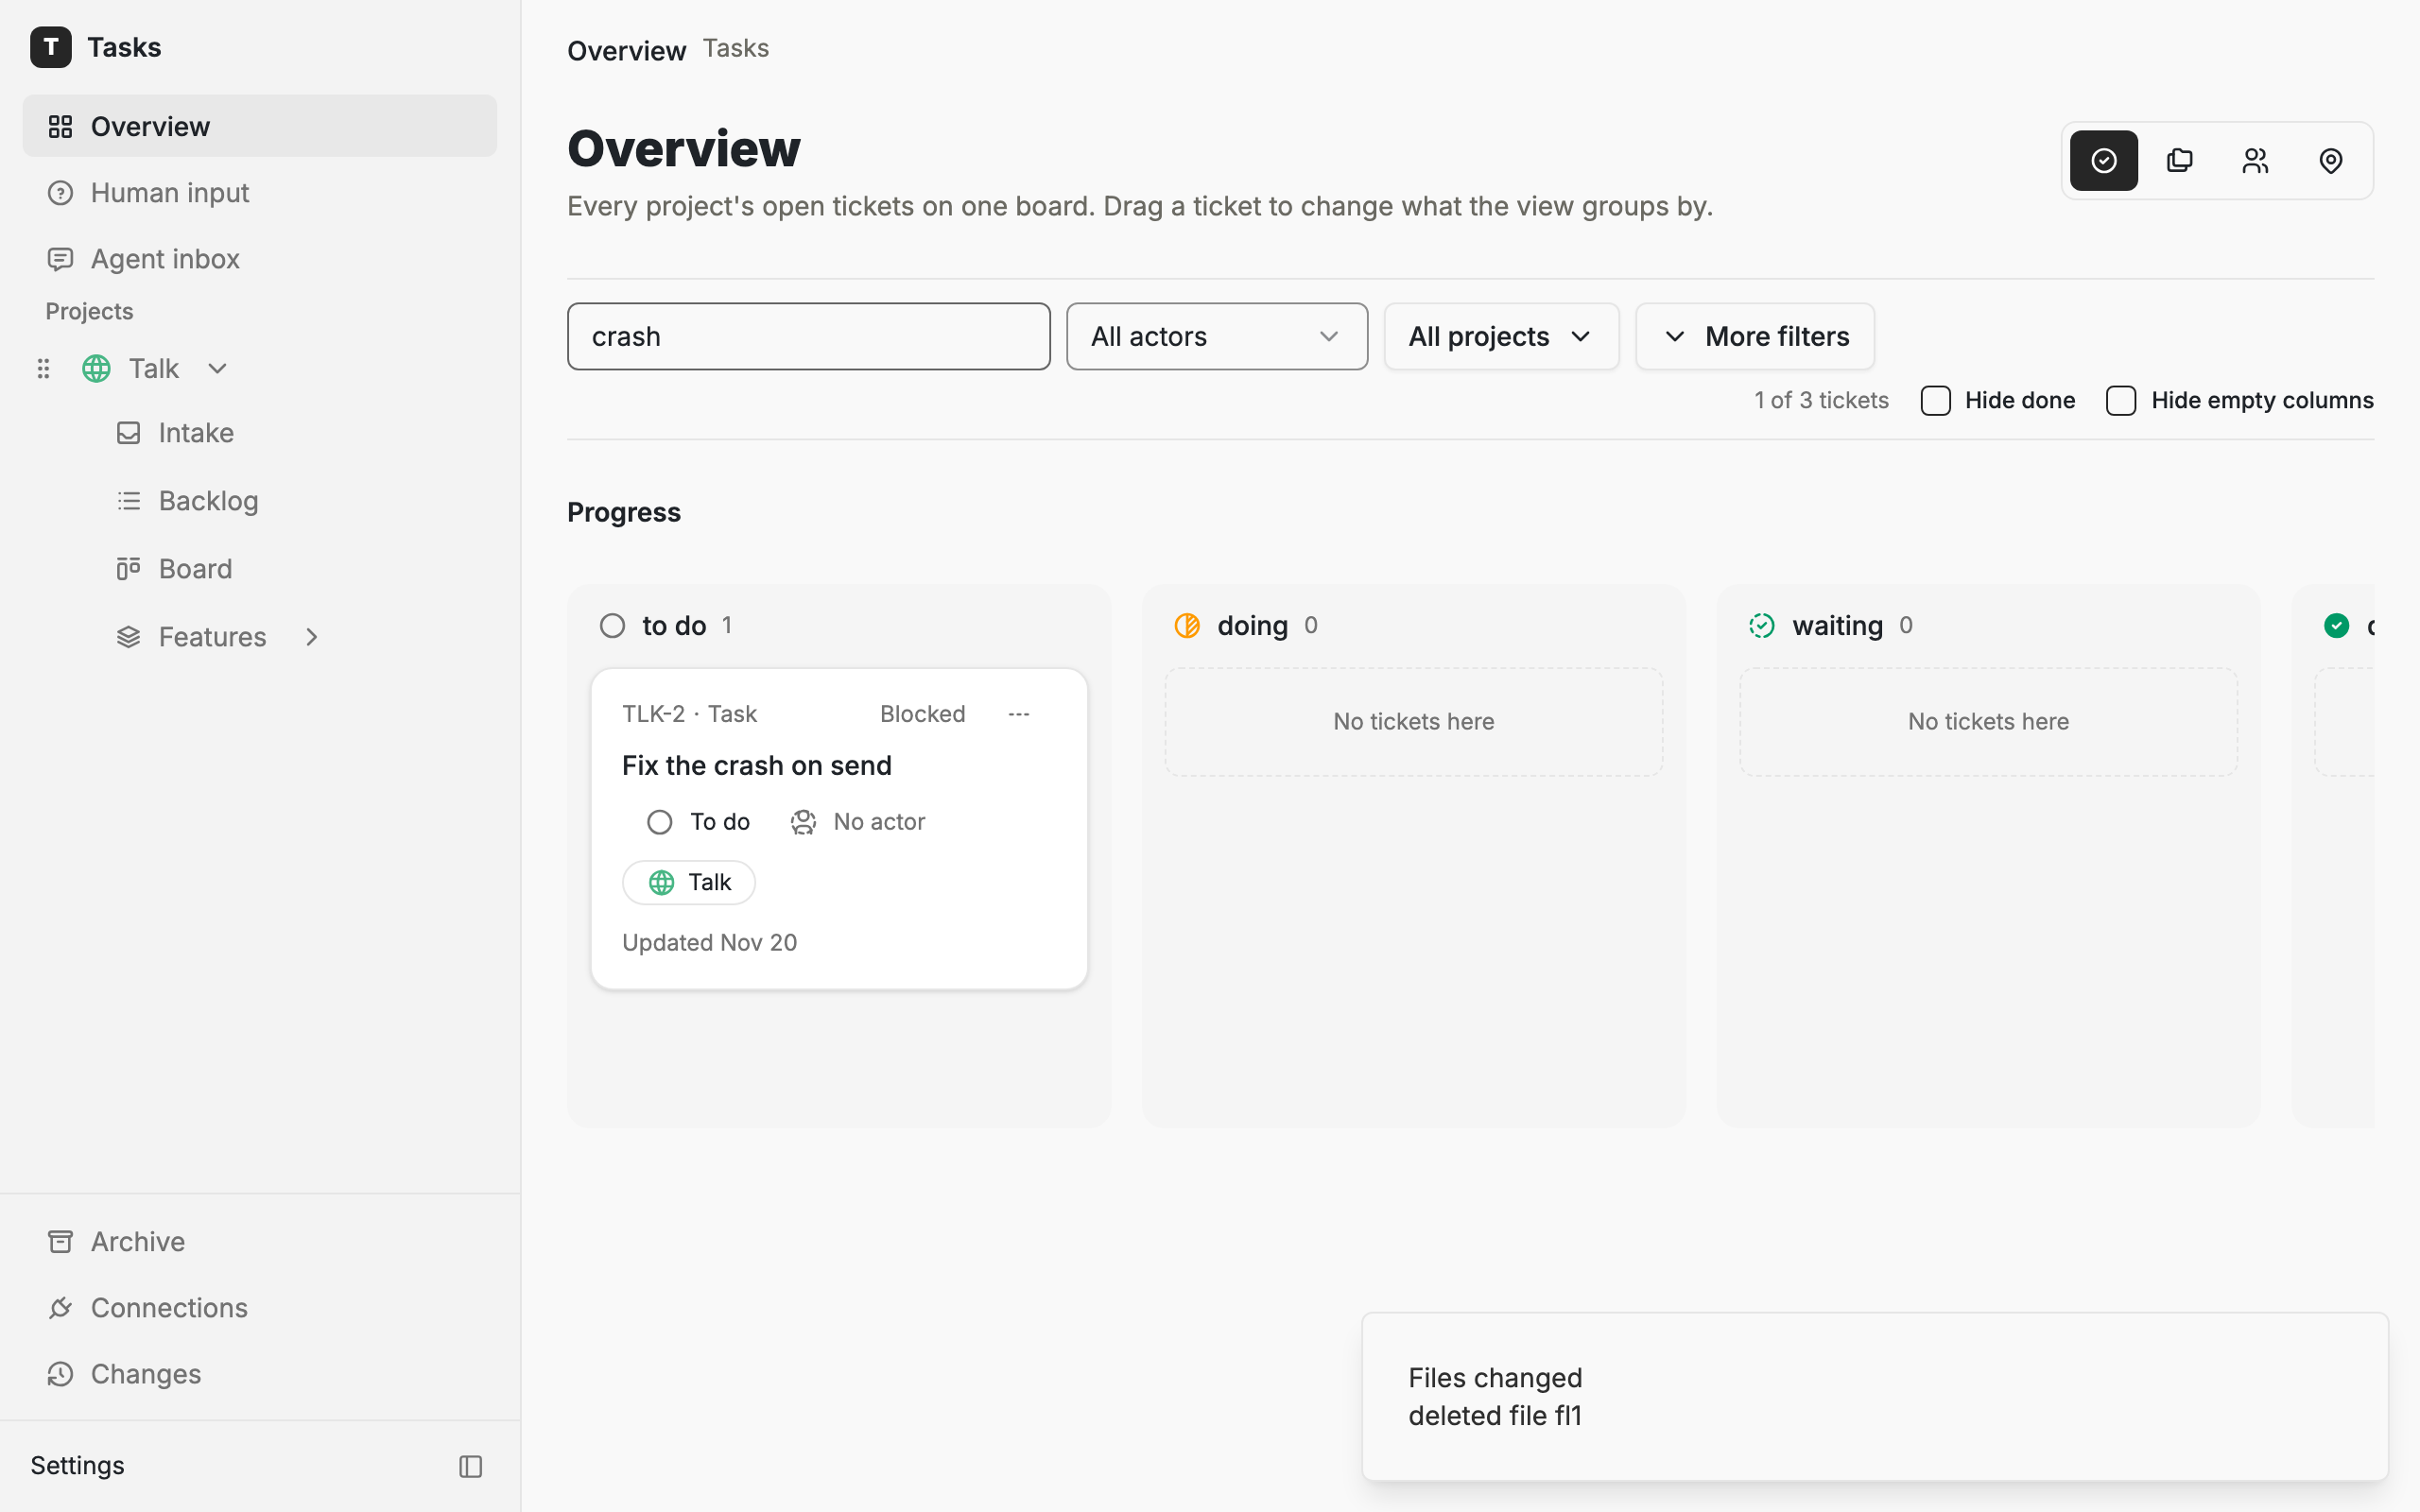 T Tasks
Overview
Human input
Agent inbox
Projects
Talk
Intake
Backlog
Board
Features
Archive
Connections
Changes
Settings
Overview Tasks
Overview
Every project's open tickets on one board. Drag a ticket to change what the view groups by.
crash
All actors
All projects
More filters
1 of 3 tickets
Hide done
Hide empty columns
Progress
to do 1
TLK-2 · Task
Blocked
Fix the crash on send
To do
No actor
Talk
Updated Nov 20
doing 0
No tickets here
waiting 0
No tickets here
Files changed
deleted file fl1